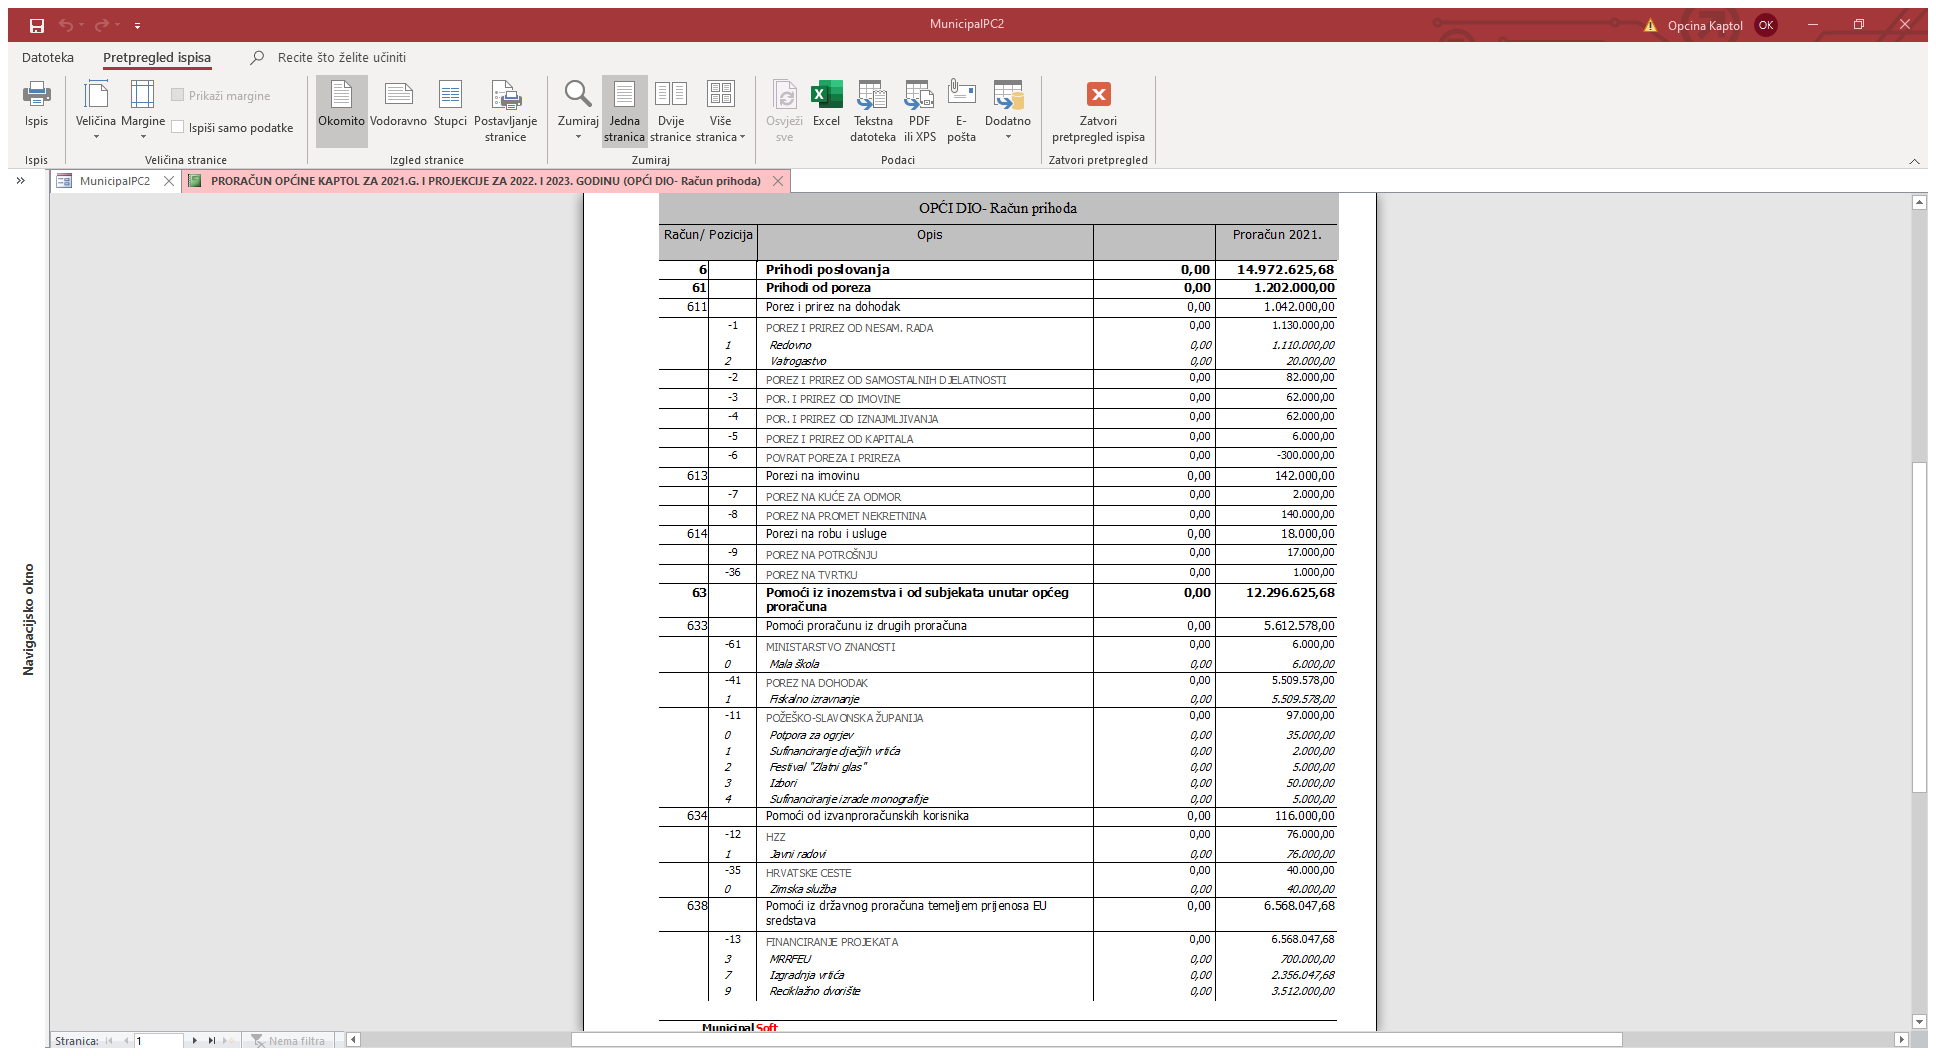 MunicipalPC2
Opcina Kaptol OK
Datoteka Pretpregled ispisa Recite što želite učiniti
Ispis
Veličina
Margine
Prikaži margine
Ispiši samo podatke
Okomito Vodoravno Stupci Postavljanje stranice
Zumiraj Jedna stranica Dvije stranice Više stranica
Osvježi sve Excel Tekstna datoteka PDF ili XPS E-pošta Dodatno
Zatvori pretpregled ispisa
Ispis Veličina stranice Izgled stranice Zumiraj Podaci Zatvori pretpregled
MunicipalPC2
PRORAČUN OPĆINE KAPTOL ZA 2021.G. I PROJEKCIJE ZA 2022. I 2023. GODINU (OPĆI DIO- Račun prihoda)
Navigacijsko okno
OPĆI DIO- Račun prihoda
Račun/ Pozicija Opis Proračun 2021.
6 Prihodi poslovanja 0,00 14.972.625,68
61 Prihodi od poreza 0,00 1.202.000,00
611 Porez i prirez na dohodak 0,00 1.042.000,00
-1 POREZ I PRIREZ OD NESAM. RADA 0,00 1.130.000,00
1 Redovno 0,00 1.110.000,00
2 Vatrogastvo 0,00 20.000,00
-2 POREZ I PRIREZ OD SAMOSTALNIH DJELATNOSTI 0,00 82.000,00
-3 POR. I PRIREZ OD IMOVINE 0,00 62.000,00
-4 POR. I PRIREZ OD IZNAJMLJIVANJA 0,00 62.000,00
-5 POREZ I PRIREZ OD KAPITALA 0,00 6.000,00
-6 POVRAT POREZA I PRIREZA 0,00 -300.000,00
613 Porezi na imovinu 0,00 142.000,00
-7 POREZ NA KUĆE ZA ODMOR 0,00 2.000,00
-8 POREZ NA PROMET NEKRETNINA 0,00 140.000,00
614 Porezi na robu i usluge 0,00 18.000,00
-9 POREZ NA POTROŠNJU 0,00 17.000,00
-36 POREZ NA TVRTKU 0,00 1.000,00
63 Pomoći iz inozemstva i od subjekata unutar općeg 0,00 12.296.625,68
proračuna
633 Pomoći proračunu iz drugih proračuna 0,00 5.612.578,00
-61 MINISTARSTVO ZNANOSTI 0,00 6.000,00
0 Mala škola 0,00 6.000,00
-41 POREZ NA DOHODAK 0,00 5.509.578,00
1 Fiskalno izravnanje 0,00 5.509.578,00
-11 POŽEŠKO-SLAVONSKA ŽUPANIJA 0,00 97.000,00
0 Potpora za ogrjev 0,00 35.000,00
1 Sufinanciranje dječjih vrtića 0,00 2.000,00
2 Festival "Zlatni glas" 0,00 5.000,00
3 Izbori 0,00 50.000,00
4 Sufinanciranje izrade monografije 0,00 5.000,00
634 Pomoći od izvanproračunskih korisnika 0,00 116.000,00
-12 HZZ 0,00 76.000,00
1 Javni radovi 0,00 76.000,00
-35 HRVATSKE CESTE 0,00 40.000,00
0 Zimska služba 0,00 40.000,00
638 Pomoći iz državnog proračuna temeljem prijenosa EU 0,00 6.568.047,68
sredstava
-13 FINANCIRANJE PROJEKATA 0,00 6.568.047,68
3 MRRFEU 0,00 700.000,00
7 Izgradnja vrtića 0,00 2.356.047,68
9 Reciklažno dvorište 0,00 3.512.000,00
Municipal Soft
Stranica: 1 Nema filtra